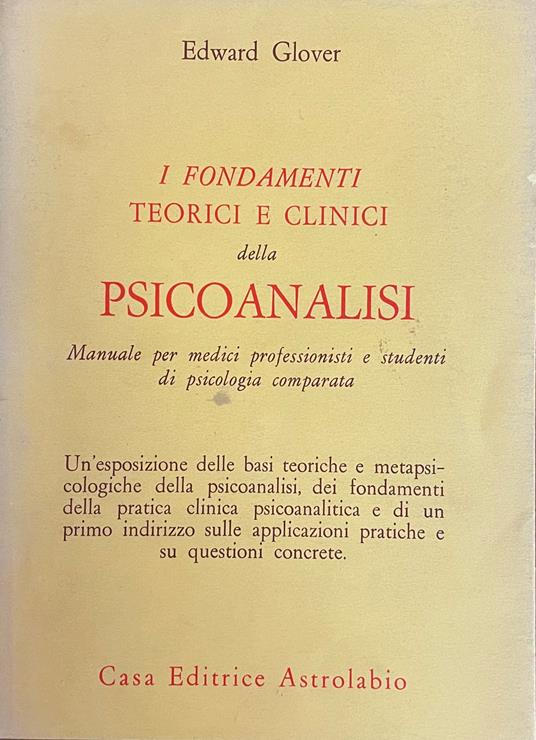 Edward Glover
I FONDAMENTI
TEORICI E CLINICI
della
PSICOANALISI
Manuale per medici professionisti e studenti
di psicologia comparata
Un'esposizione delle basi teoriche e metapsi-
cologiche della psicoanalisi, dei fondamenti
della pratica clinica psicoanalitica e di un
primo indirizzo sulle applicazioni pratiche e
su questioni concrete.
Casa Editrice Astrolabio